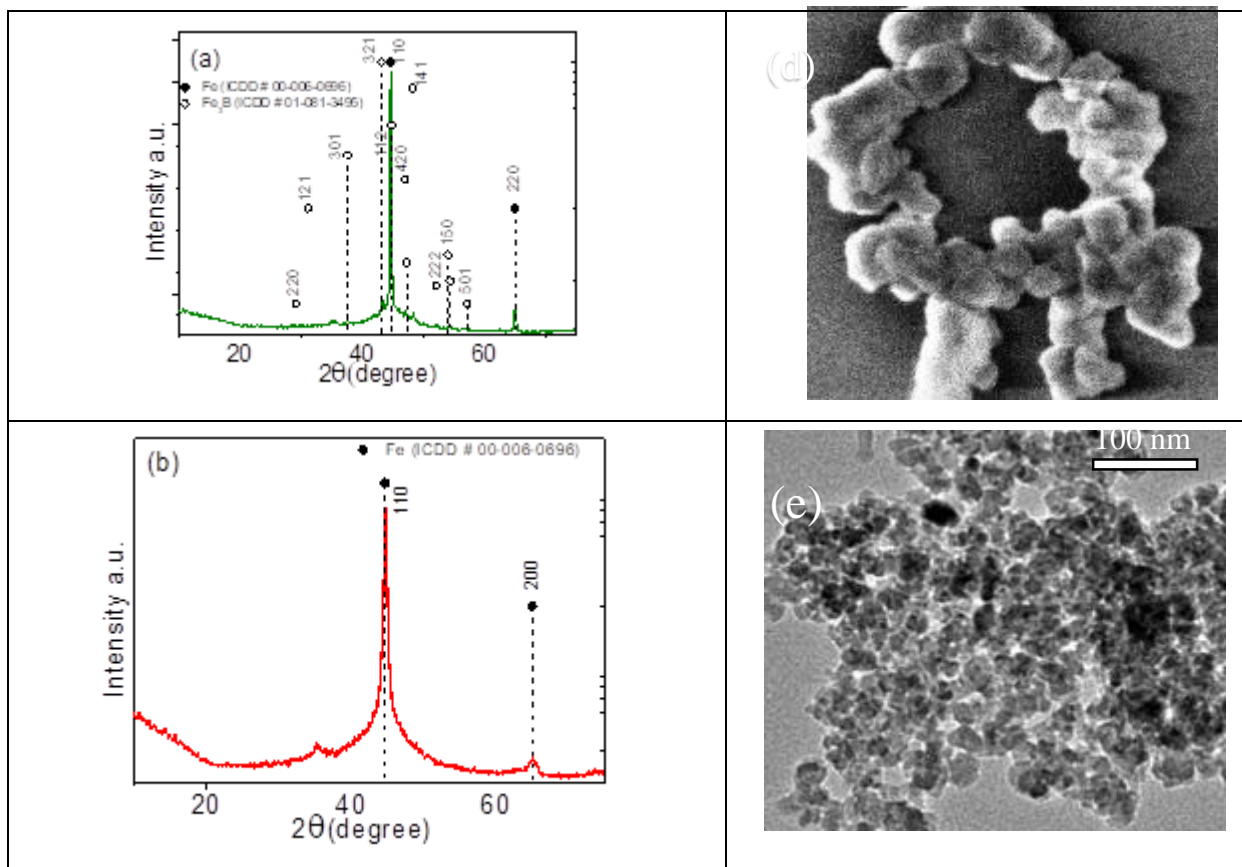 (a)
321
110
141
Fe (ICDD # 00-006-0696)
Fe₃B (ICDD # 01-081-3495)
301
112
420
121
220
150
222
220
501
Intensity a.u.
20
40
60
2θ(degree)
(d)
(b)
Fe (ICDD # 00-006-0696)
110
200
Intensity a.u.
20
40
60
2θ(degree)
100 nm
(e)